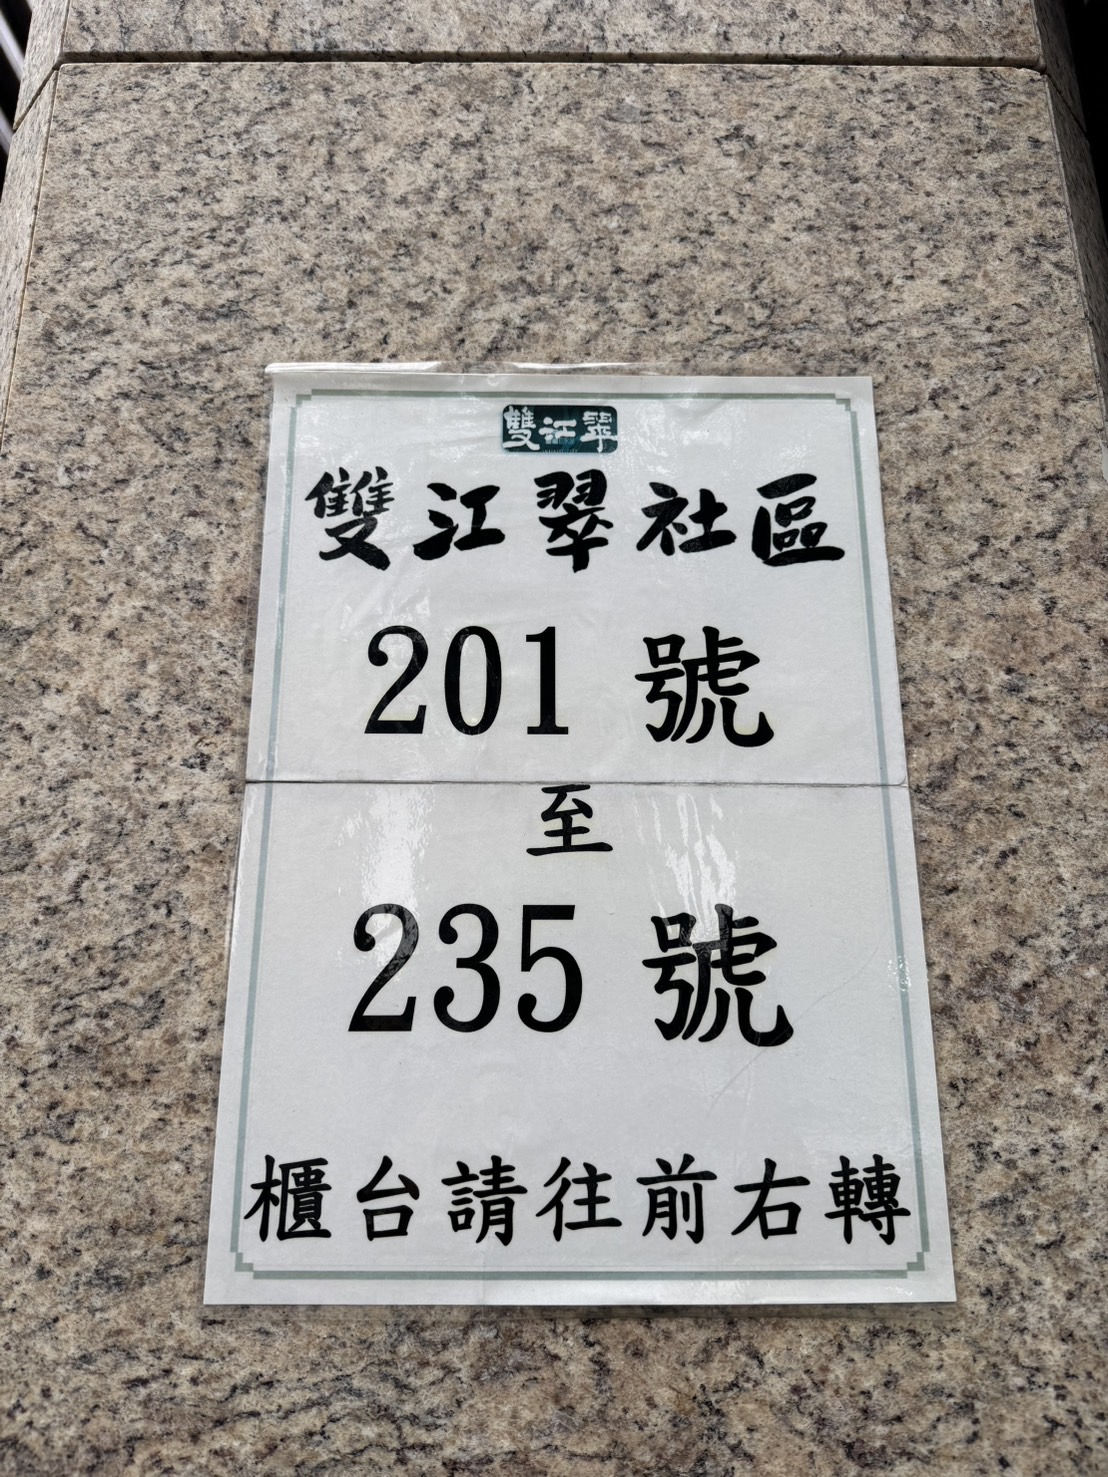 雙江翠
雙江翠社區
201 號
至
235 號
櫃台請往前右轉